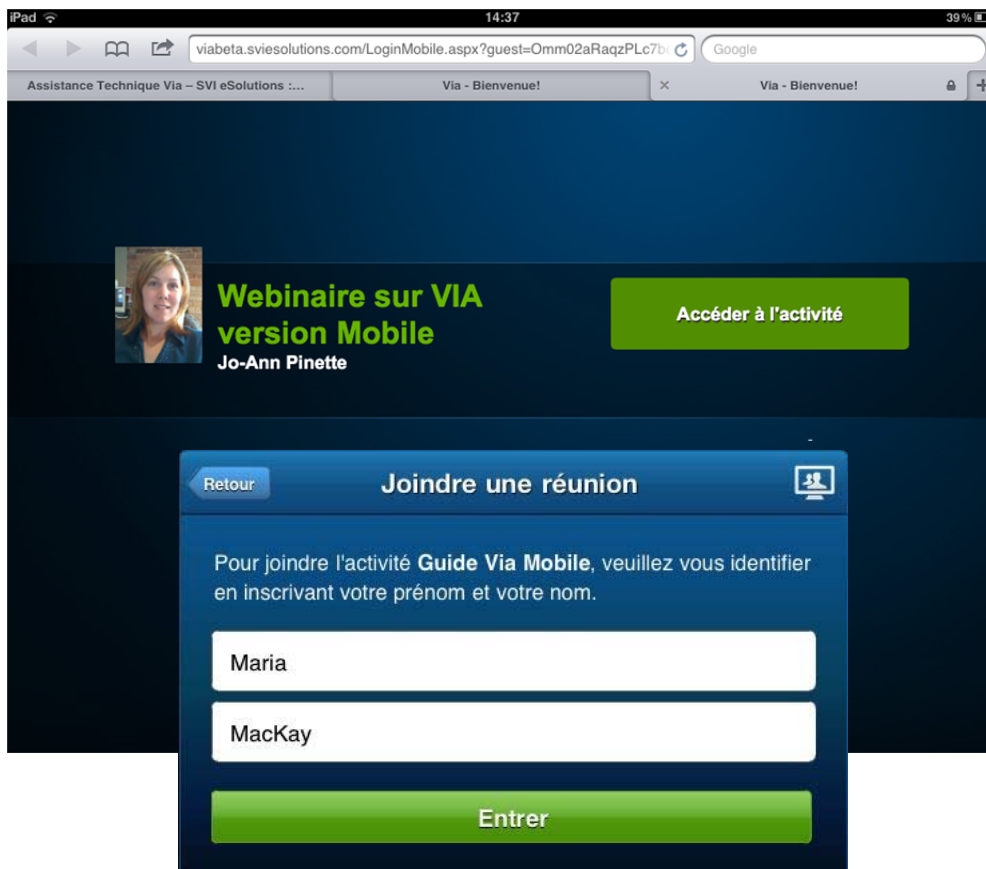 iPad 14:37 39%
viabeta.sviesolutions.com/LoginMobile.aspx?guest=Omm02aRaqzPLc7b Google
Assistance Technique Via – SVI eSolutions :... Via - Bienvenue! Via - Bienvenue!
Webinaire sur VIA
version Mobile
Jo-Ann Pinette
Accéder à l'activité
-
Retour Joindre une réunion
Pour joindre l'activité Guide Via Mobile, veuillez vous identifier
en inscrivant votre prénom et votre nom.
Maria
MacKay
Entrer